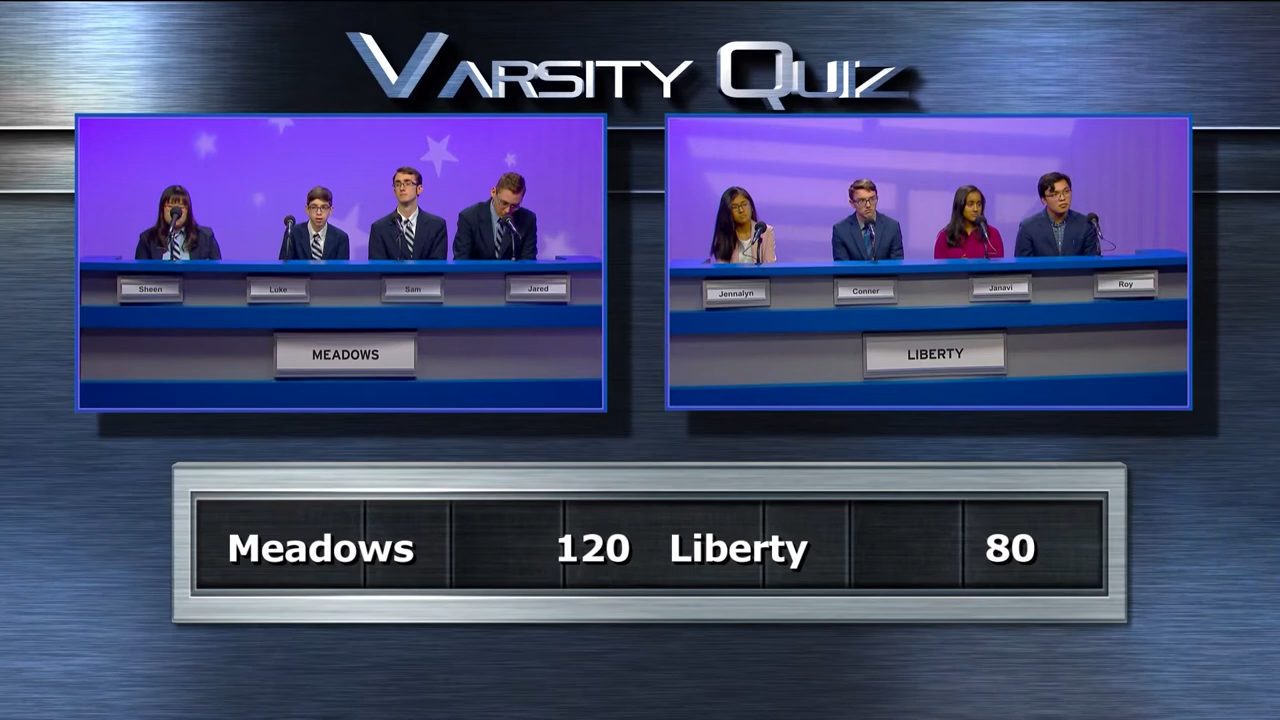 VARSITY QUIZ
Sheen
Luke
Sam
Jared
MEADOWS
Jennalyn
Conner
Janavi
Roy
LIBERTY
Meadows 120 Liberty 80